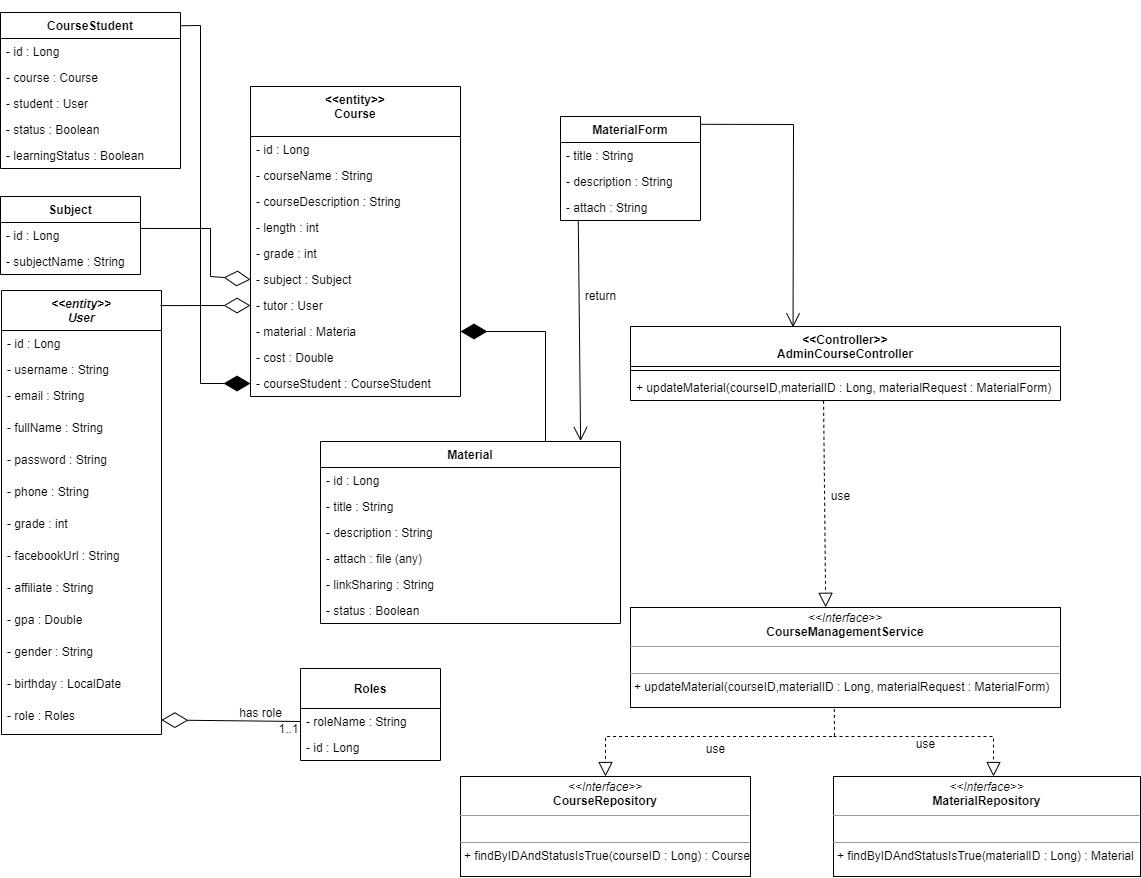 CourseStudent
- id : Long
- course : Course
- student : User
- status : Boolean
- learningStatus : Boolean
Subject
- id : Long
- subjectName : String
<<entity>>
User
- id : Long
- username : String
- email : String
- fullName : String
- password : String
- phone : String
- grade : int
- facebookUrl : String
- affiliate : String
- gpa : Double
- gender : String
- birthday : LocalDate
- role : Roles
<<entity>>
Course
- id : Long
- courseName : String
- courseDescription : String
- length : int
- grade : int
- subject : Subject
- tutor : User
- material : Materia
- cost : Double
- courseStudent : CourseStudent
MaterialForm
- title : String
- description : String
- attach : String
return
<<Controller>>
AdminCourseController
+ updateMaterial(courseID,materialID : Long, materialRequest : MaterialForm)
use
Material
- id : Long
- title : String
- description : String
- attach : file (any)
- linkSharing : String
- status : Boolean
has role
1..1
Roles
- roleName : String
- id : Long
<<Interface>>
CourseManagementService
+ updateMaterial(courseID,materialID : Long, materialRequest : MaterialForm)
use
use
<<Interface>>
CourseRepository
+ findByIDAndStatusIsTrue(courseID : Long) : Course
<<Interface>>
MaterialRepository
+ findByIDAndStatusIsTrue(materialID : Long) : Material